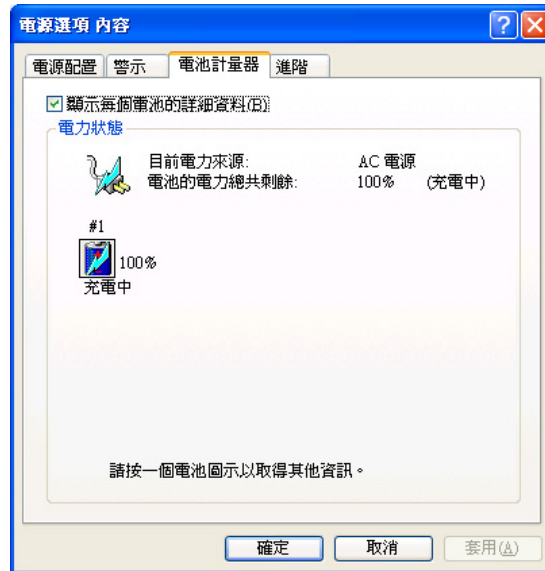 電源選項 內容
電源配置 警示 電池計量器 進階
顯示每個電池的詳細資料(B)
電力狀態
目前電力來源: AC 電源
電池的電力總共剩餘: 100% (充電中)
#1
100%
充電中
請按一個電池圖示以取得其他資訊。
確定 取消 套用(A)